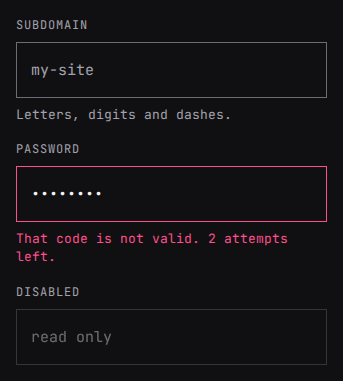 SUBDOMAIN
my-site
Letters, digits and dashes.
PASSWORD
••••••••
That code is not valid. 2 attempts
left.
DISABLED
read only